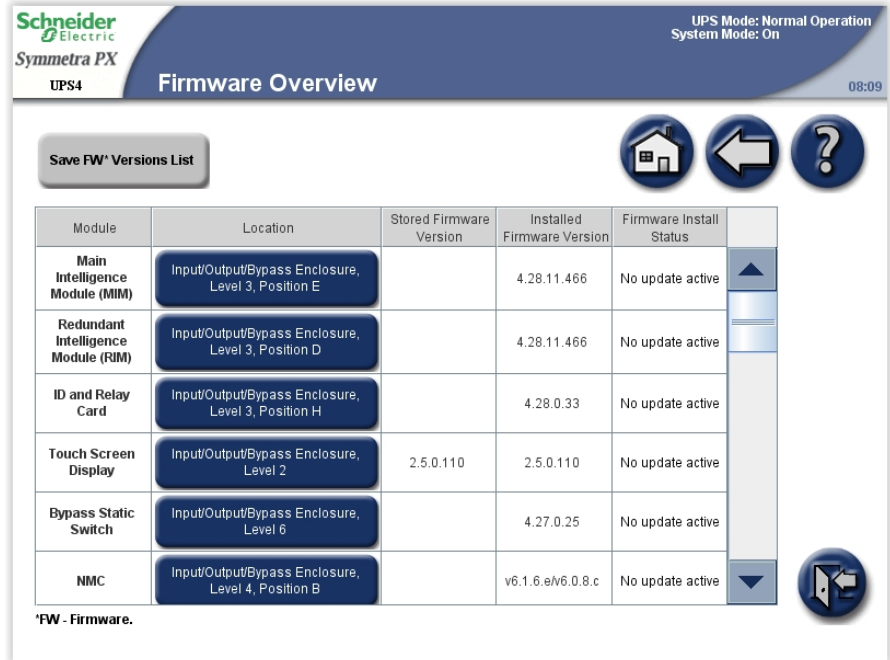 Schneider
Electric
Symmetra PX
UPS4
Firmware Overview
UPS Mode: Normal Operation
System Mode: On
08:09
Save FW* Versions List
?
Module
Location
Stored Firmware
Version
Installed
Firmware Version
Firmware Install
Status
Main
Intelligence
Module (MIM)
Input/Output/Bypass Enclosure,
Level 3, Position E
4.28.11.466
No update active
Redundant
Intelligence
Module (RIM)
Input/Output/Bypass Enclosure,
Level 3, Position D
4.28.11.466
No update active
ID and Relay
Card
Input/Output/Bypass Enclosure,
Level 3, Position H
4.28.0.33
No update active
Touch Screen
Display
Input/Output/Bypass Enclosure,
Level 2
2.5.0.110
2.5.0.110
No update active
Bypass Static
Switch
Input/Output/Bypass Enclosure,
Level 6
4.27.0.25
No update active
NMC
Input/Output/Bypass Enclosure,
Level 4, Position B
v6.1.6.e/v6.0.8.c
No update active
*FW - Firmware.